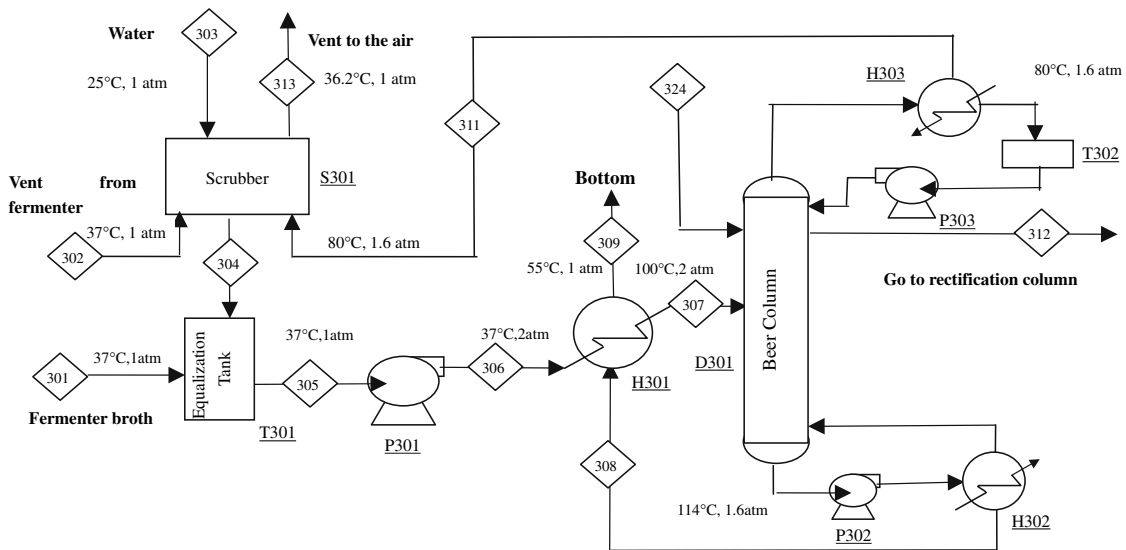 Water
303
Vent to the air
25°C, 1 atm
313
36.2°C, 1 atm
324
H303
80°C, 1.6 atm
311
T302
Scrubber
S301
Vent from
fermenter
Bottom
P303
37°C, 1 atm
302
304
80°C, 1.6 atm
309
312
55°C, 1 atm
100°C,2 atm
Go to rectification column
307
Beer Column
37°C,1atm
37°C,1atm
37°C,2atm
Equalization
Tank
301
305
306
D301
H301
Fermenter broth
T301
P301
308
114°C, 1.6atm
P302
H302